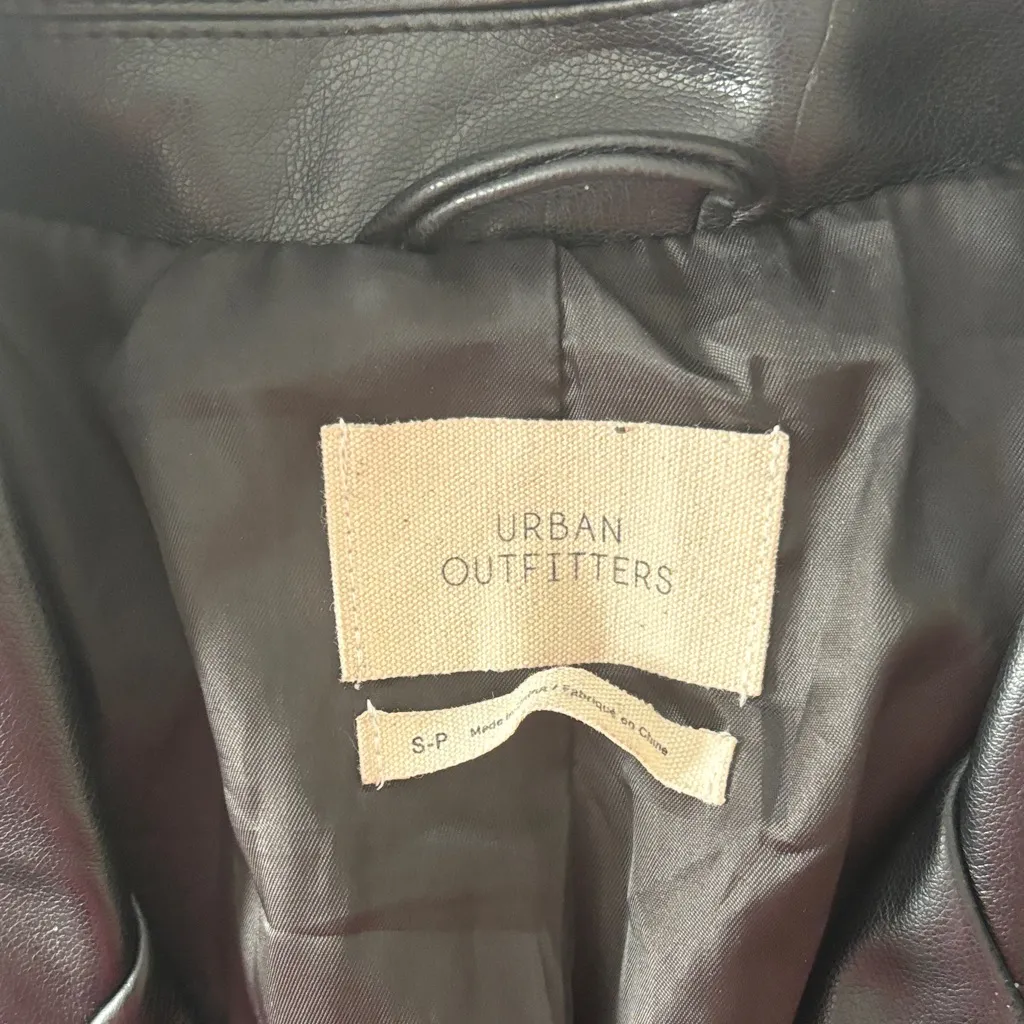 URBAN
OUTFITTERS
S-P Made in China / Fabriqué en Chine